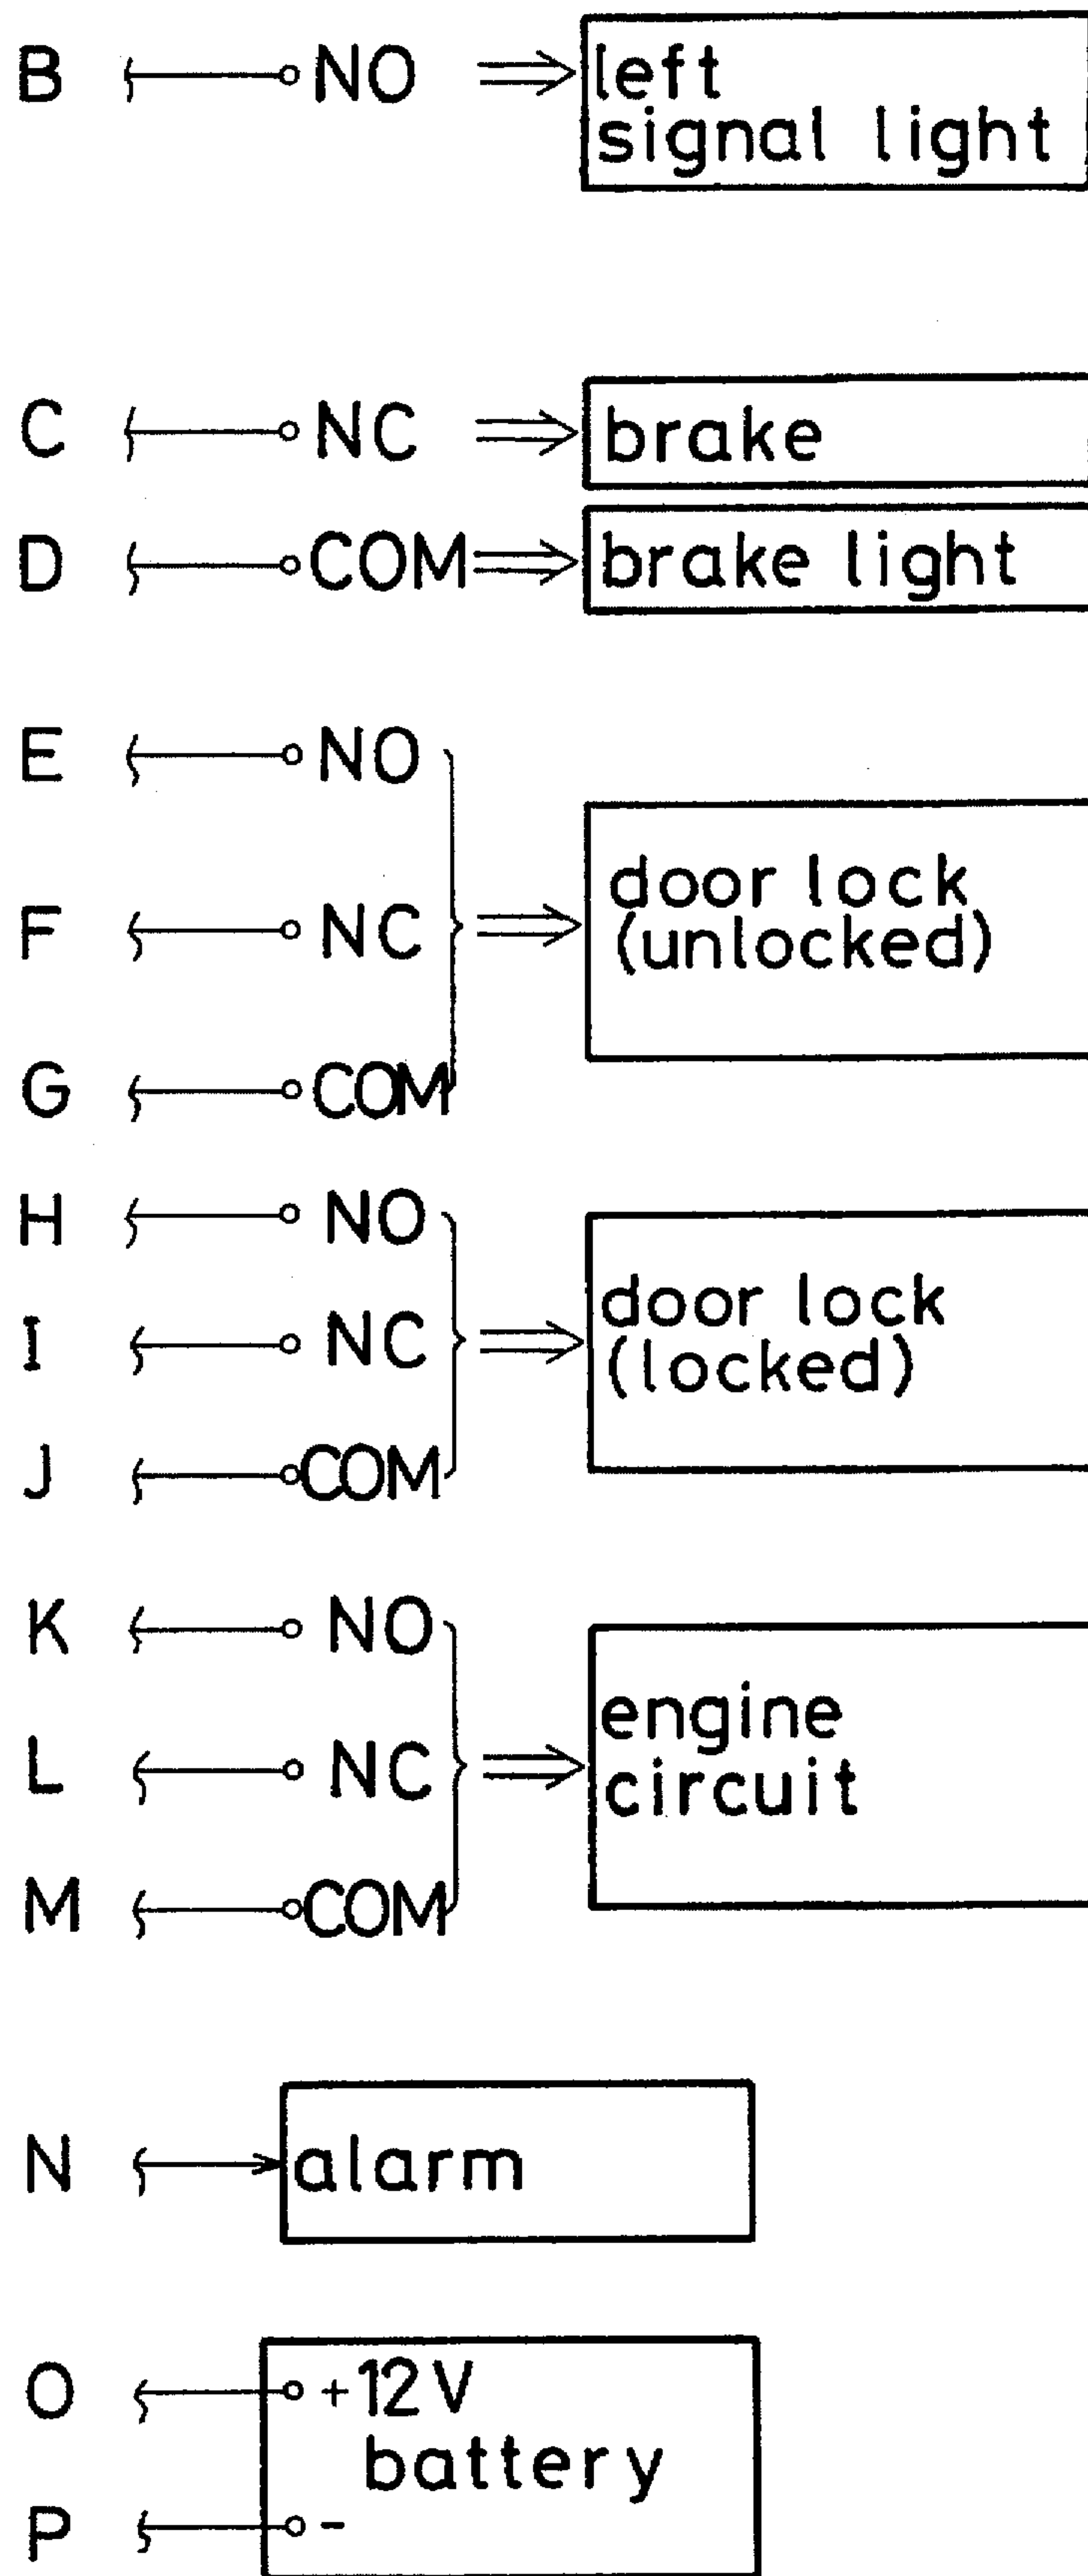 B NO left
signal light
C NC brake
D COM brake light
E NO
door lock
F NC (unlocked)
G COM
H NO
door lock
I NC (locked)
J COM
K NO
engine
L NC circuit
M COM
N alarm
O +12V
battery
P -